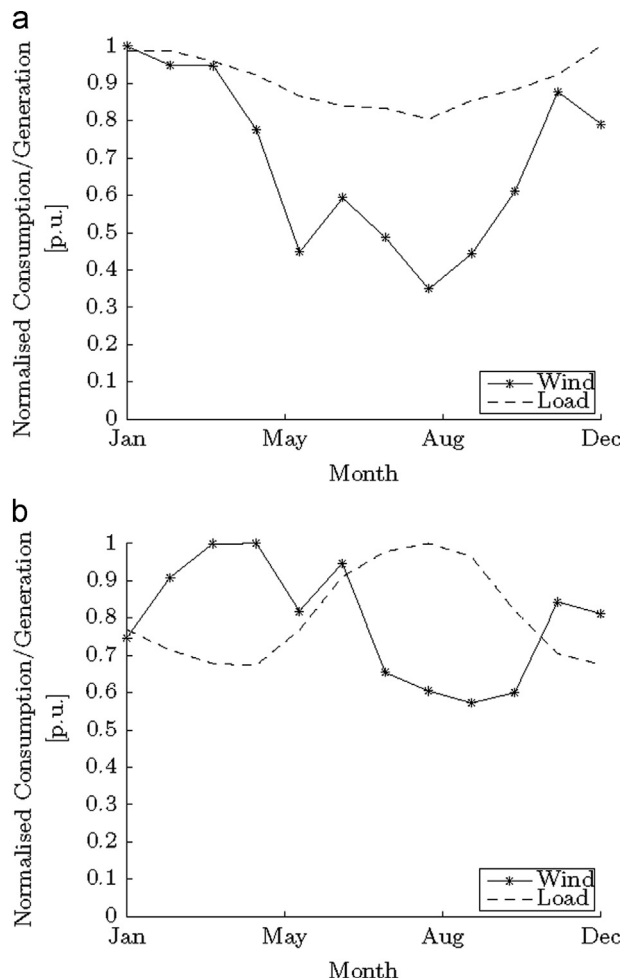 a
Normalised Consumption/Generation
[p.u.]
1
0.9
0.8
0.7
0.6
0.5
0.4
0.3
0.2
0.1
0
Jan May Aug Dec
Month
Wind
Load
b
Normalised Consumption/Generation
[p.u.]
1
0.9
0.8
0.7
0.6
0.5
0.4
0.3
0.2
0.1
0
Jan May Aug Dec
Month
Wind
Load